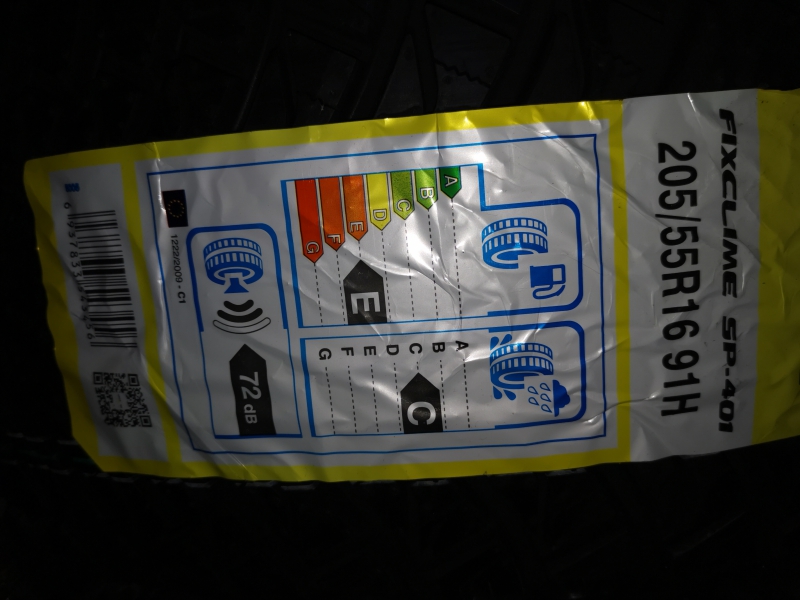 FIXCLIME SP-401
205/55R16 91H
A
B
C
D
E
F
G
E
A
B
C
D
E
F
G
C
72 dB
1222/2009 - C1